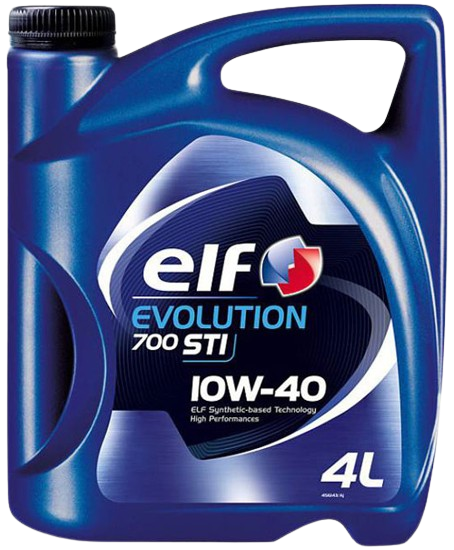 elf
EVOLUTION
700 STI
10W-40
ELF Synthetic-based Technology
High Performances
4L